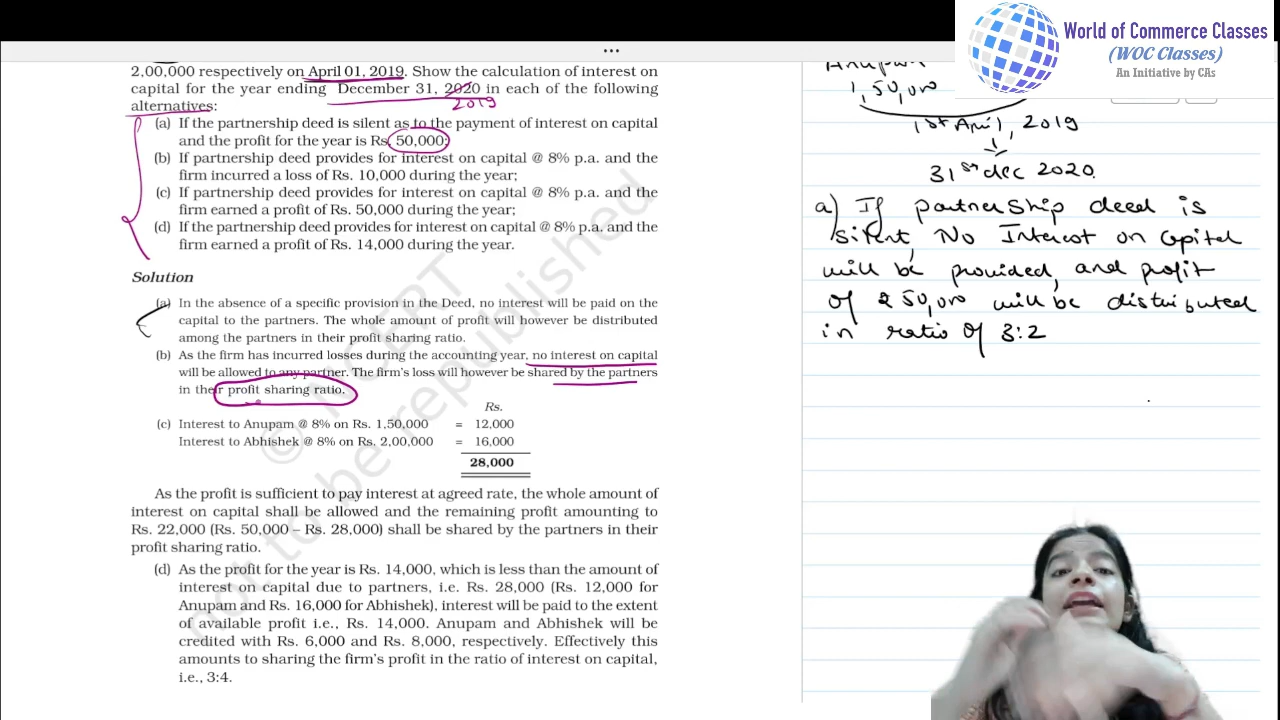 World of Commerce Classes
(WOC Classes)
An Initiative by CAs
...
2,00,000 respectively on April 01, 2019. Show the calculation of interest on
capital for the year ending December 31, 2020 in each of the following
2019
alternatives:
(a) If the partnership deed is silent as to the payment of interest on capital
and the profit for the year is Rs. 50,000;
(b) If partnership deed provides for interest on capital @ 8% p.a. and the
firm incurred a loss of Rs. 10,000 during the year;
(c) If partnership deed provides for interest on capital @ 8% p.a. and the
firm earned a profit of Rs. 50,000 during the year;
(d) If the partnership deed provides for interest on capital @ 8% p.a. and the
firm earned a profit of Rs. 14,000 during the year.
Solution
(a) In the absence of a specific provision in the Deed, no interest will be paid on the
capital to the partners. The whole amount of profit will however be distributed
among the partners in their profit sharing ratio.
(b) As the firm has incurred losses during the accounting year, no interest on capital
will be allowed to any partner. The firm's loss will however be shared by the partners
in their profit sharing ratio.
Rs.
(c) Interest to Anupam @ 8% on Rs. 1,50,000 = 12,000
Interest to Abhishek @ 8% on Rs. 2,00,000 = 16,000
28,000
As the profit is sufficient to pay interest at agreed rate, the whole amount of
interest on capital shall be allowed and the remaining profit amounting to
Rs. 22,000 (Rs. 50,000 – Rs. 28,000) shall be shared by the partners in their
profit sharing ratio.
(d) As the profit for the year is Rs. 14,000, which is less than the amount of
interest on capital due to partners, i.e. Rs. 28,000 (Rs. 12,000 for
Anupam and Rs. 16,000 for Abhishek), interest will be paid to the extent
of available profit i.e., Rs. 14,000. Anupam and Abhishek will be
credited with Rs. 6,000 and Rs. 8,000, respectively. Effectively this
amounts to sharing the firm's profit in the ratio of interest on capital,
i.e., 3:4.
© NCERT
not to be republished
Anupam
1,50,000
1st April, 2019
31st dec 2020.
a) If partnership deed is
silent, No Interest on capital
will be provided, and profit
of ₹ 50,000 will be distributed
in ratio of 3:2